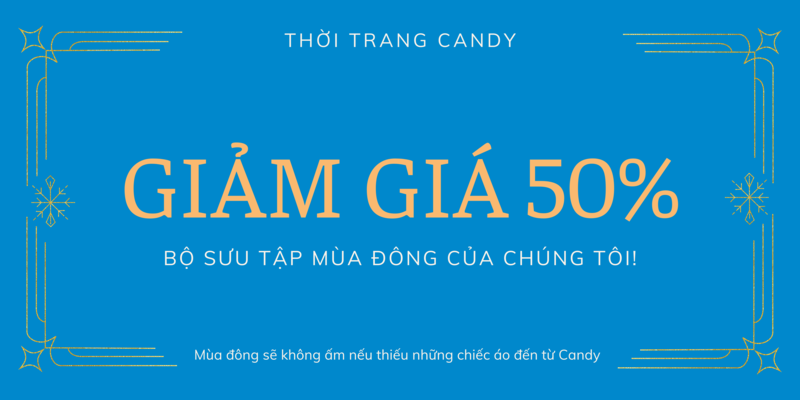 THỜI TRANG CANDY
GIẢM GIÁ 50%
BỘ SƯU TẬP MÙA ĐÔNG CỦA CHÚNG TÔI!
Mùa đông sẽ không ấm nếu thiếu những chiếc áo đến từ Candy